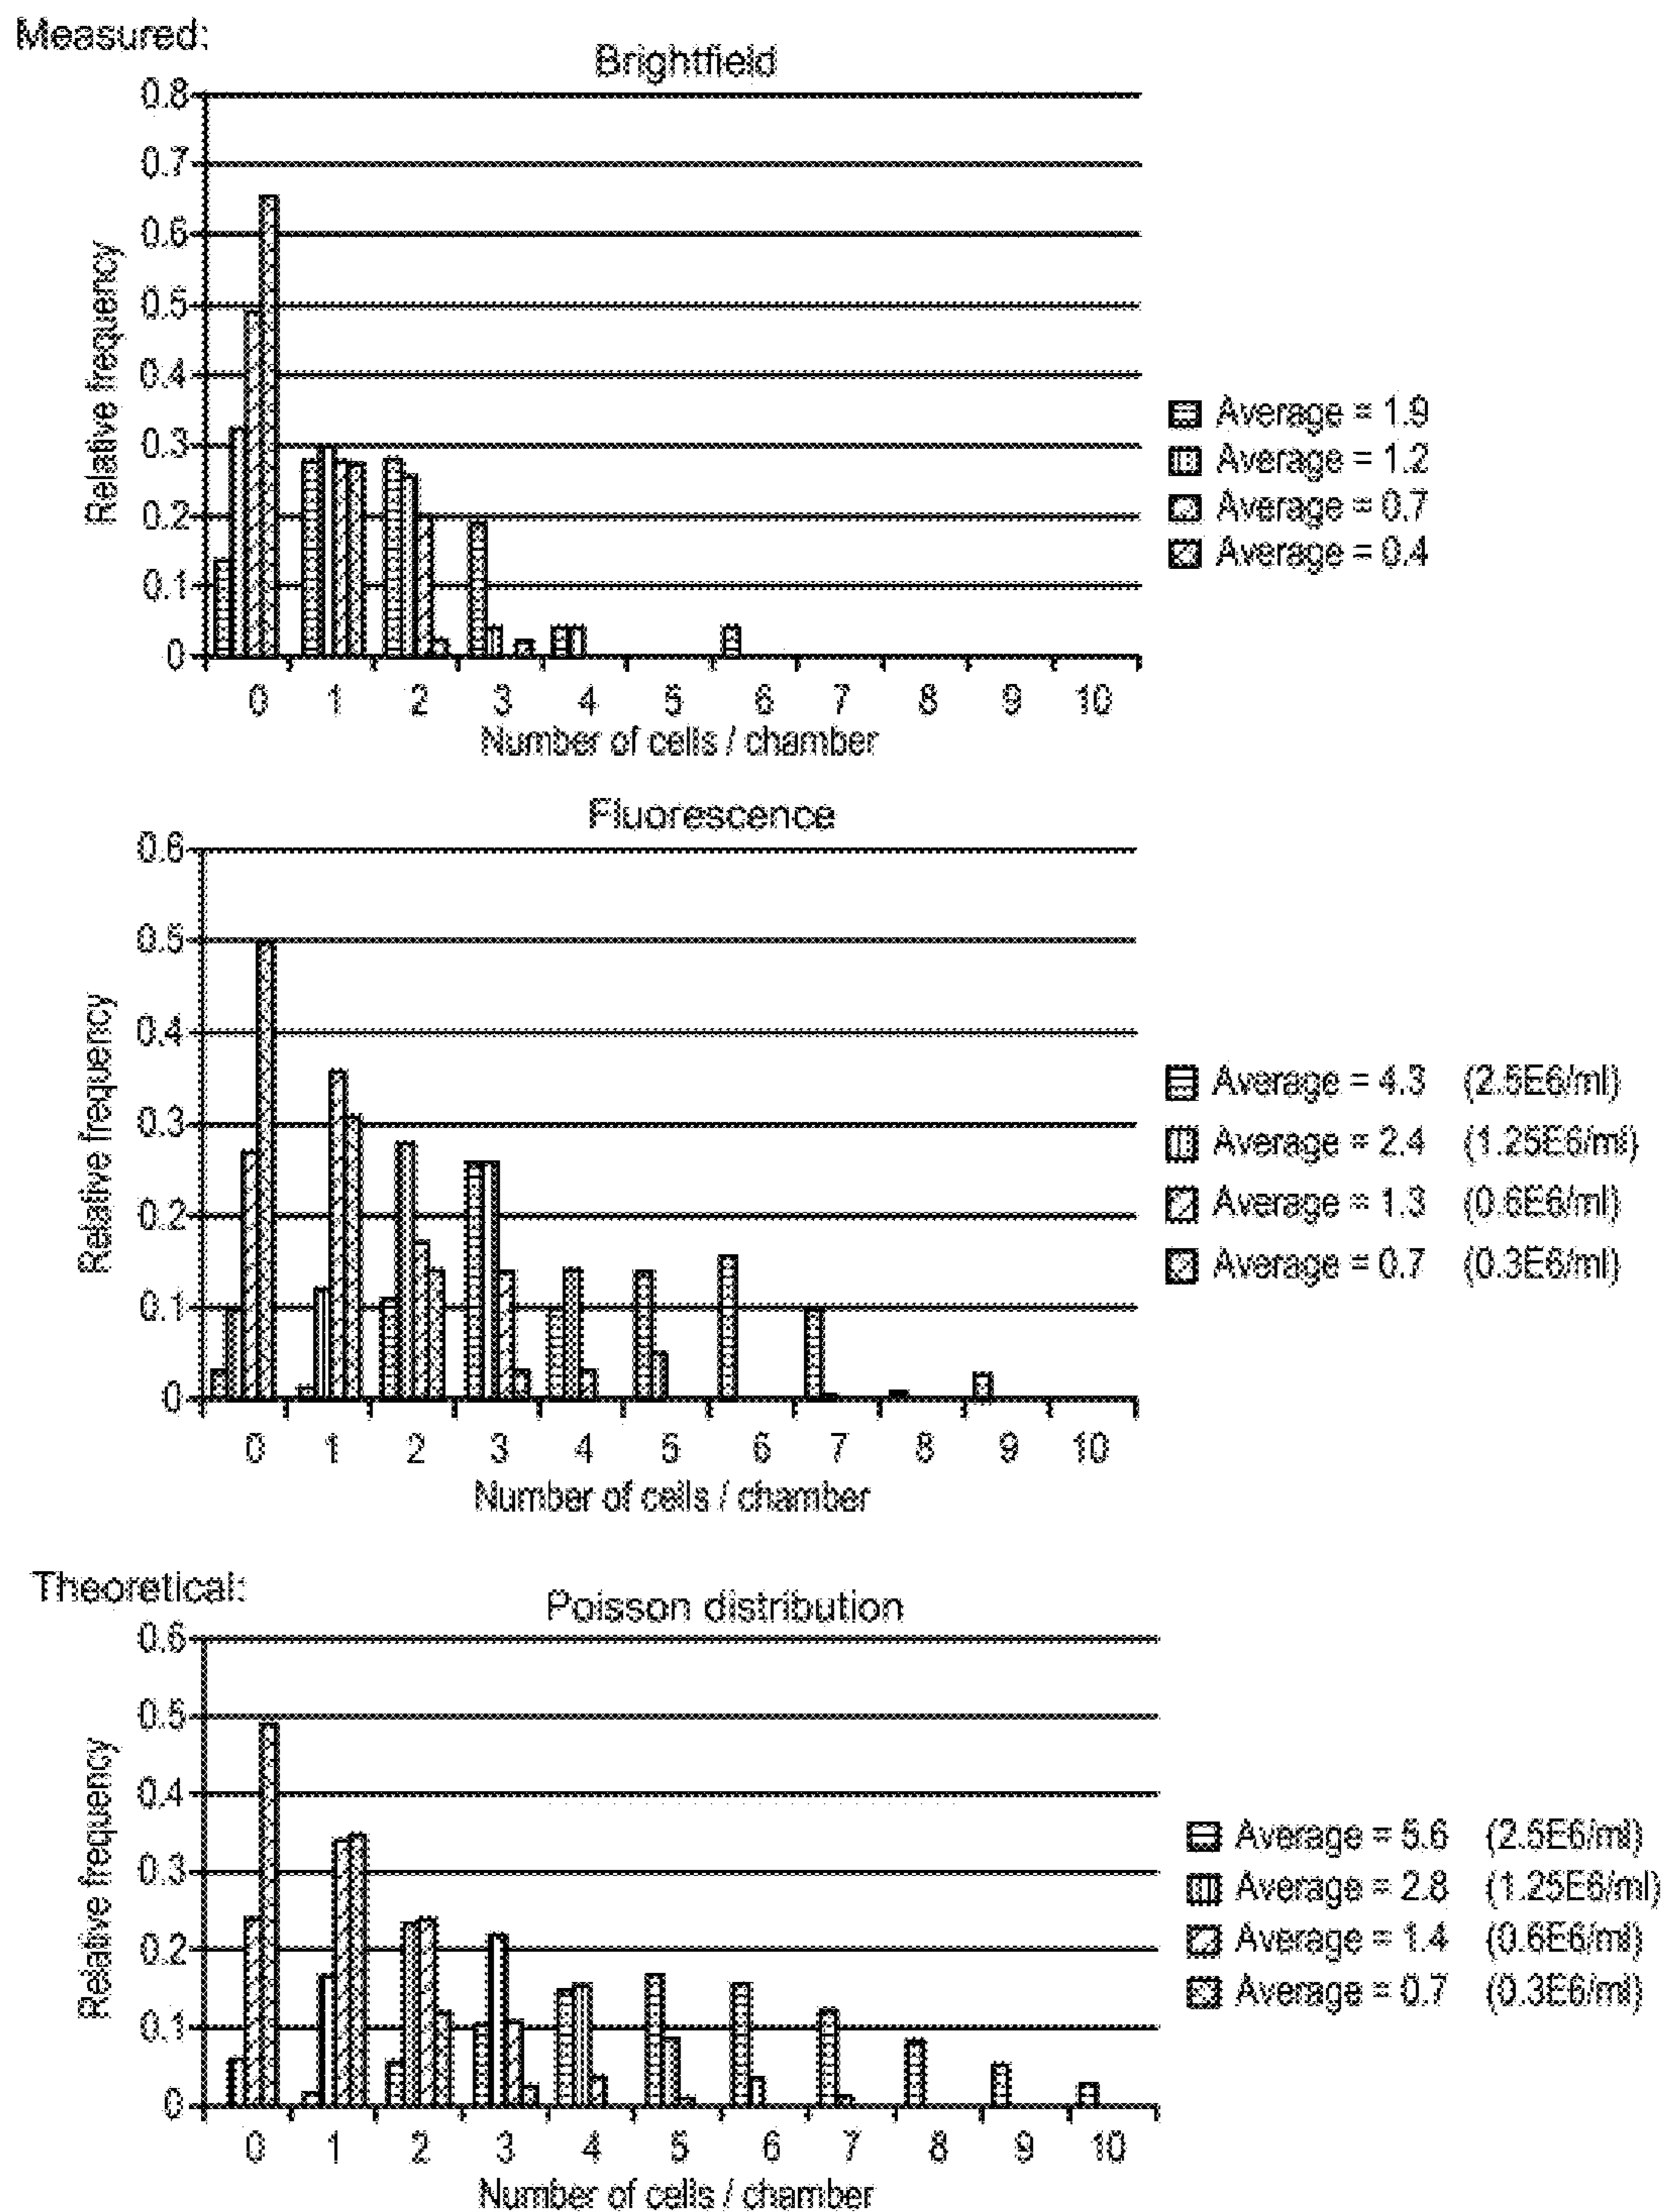 Measured:
Brightfield
0.8
0.7
0.6
0.5
0.4
0.3
0.2
0.1
0
Relative frequency
0 1 2 3 4 5 6 7 8 9 10
Number of cells / chamber
Average = 1.9
Average = 1.2
Average = 0.7
Average = 0.4
Fluorescence
0.6
0.5
0.4
0.3
0.2
0.1
0
Relative frequency
0 1 2 3 4 5 6 7 8 9 10
Number of cells / chamber
Average = 4.3 (2.5E6/ml)
Average = 2.4 (1.25E6/ml)
Average = 1.3 (0.6E6/ml)
Average = 0.7 (0.3E6/ml)
Theoretical:
Poisson distribution
0.6
0.5
0.4
0.3
0.2
0.1
0
Relative frequency
0 1 2 3 4 5 6 7 8 9 10
Number of cells / chamber
Average = 5.6 (2.5E6/ml)
Average = 2.8 (1.25E6/ml)
Average = 1.4 (0.6E6/ml)
Average = 0.7 (0.3E6/ml)